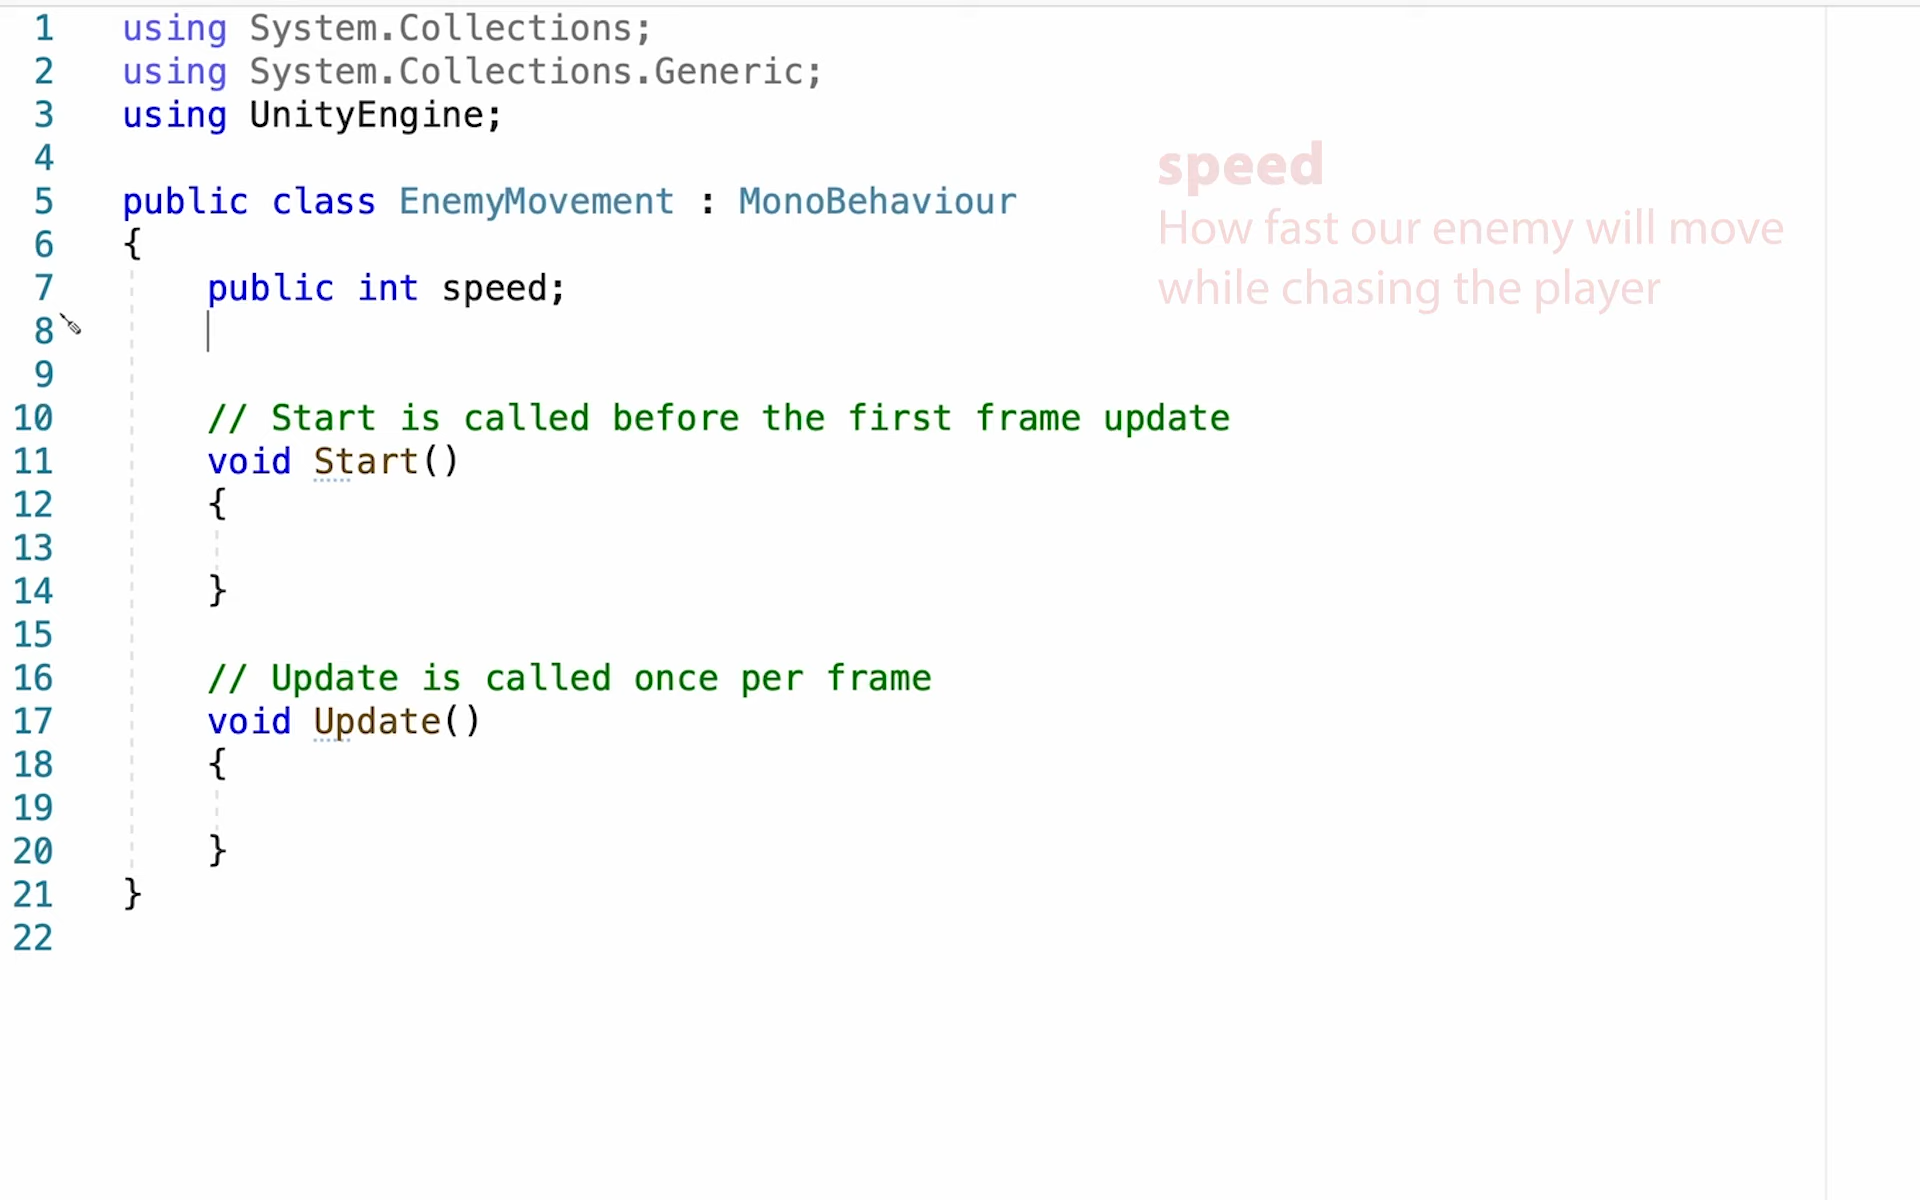 1 using System.Collections;
2 using System.Collections.Generic;
3 using UnityEngine;
4
5 public class EnemyMovement : MonoBehaviour
6 {
7 public int speed;
8
9
10 // Start is called before the first frame update
11 void Start()
12 {
13
14 }
15
16 // Update is called once per frame
17 void Update()
18 {
19
20 }
21 }
22
speed
How fast our enemy will move
while chasing the player